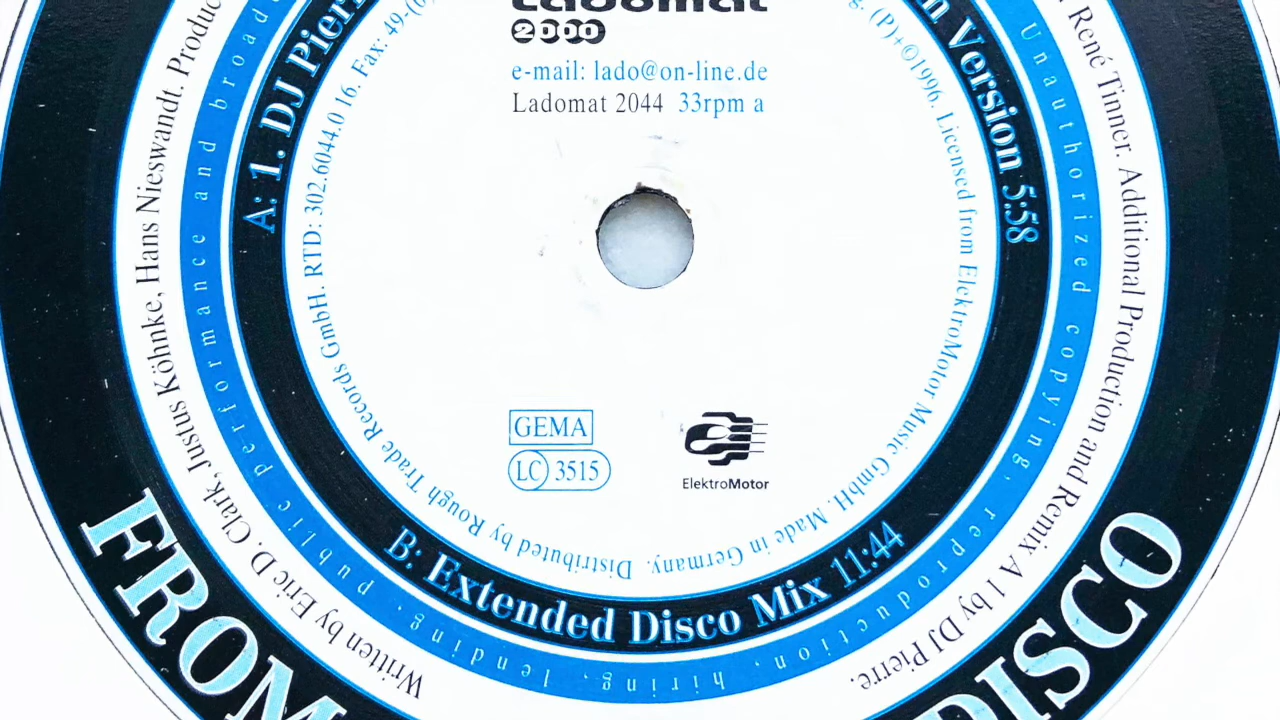 Ladomat
2000
e-mail: lado@on-line.de
Ladomat 2044 33rpm a
GEMA
LC 3515
ElektroMotor
RTD: 302.6044.0 16. Fax: 49-(
(P)+©1996. Licensed from ElektroMotor Music GmbH. Made in Germany. Distributed by Rough Trade Records GmbH.
A: 1. DJ Pierr
Version 5:58
B: Extended Disco Mix 11:44
Unauthorized copying, reproduction, hiring, lending, public performance and broad
Written by Eric D. Clark, Justus Köhnke, Hans Nieswandt. Produc
René Tinner. Additional Production and Remix A 1 by DJ Pierre.
FROM
DISCO